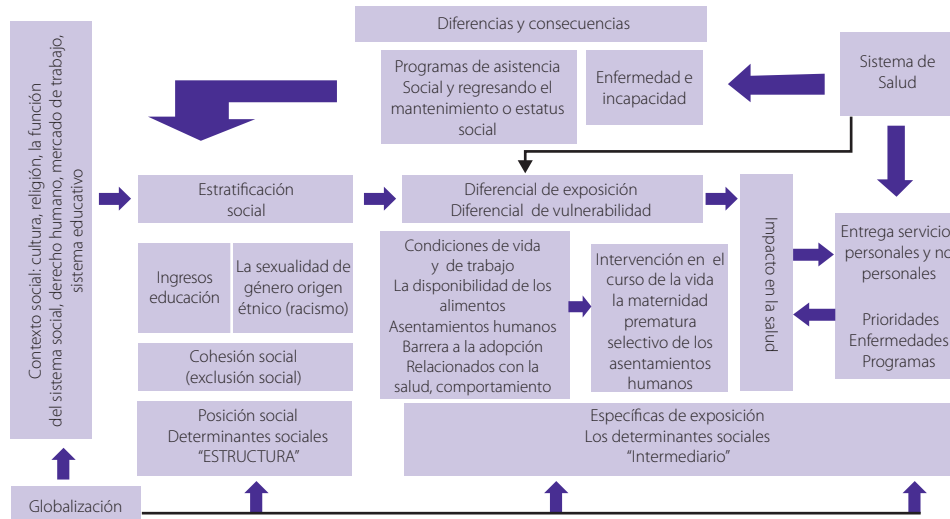 Contexto social: cultura, religión, la función
del sistema social, derecho humano, mercado de trabajo,
sistema educativo
Diferencias y consecuencias
Programas de asistencia
Social y regresando el
mantenimiento o estatus
social
Enfermedad e
incapacidad
Sistema de
Salud
Estratificación
social
Diferencial de exposición
Diferencial de vulnerabilidad
Ingresos
educación
La sexualidad de
género origen
étnico (racismo)
Cohesión social
(exclusión social)
Posición social
Determinantes sociales
“ESTRUCTURA”
Condiciones de vida
y de trabajo
La disponibilidad de los
alimentos
Asentamientos humanos
Barrera a la adopción
Relacionados con la
salud, comportamiento
Intervención en el
curso de la vida
la maternidad
prematura
selectivo de los
asentamientos
humanos
Impacto en la salud
Entrega servicio
personales y no
personales
Prioridades
Enfermedades
Programas
Específicas de exposición
Los determinantes sociales
“Intermediario”
Globalización